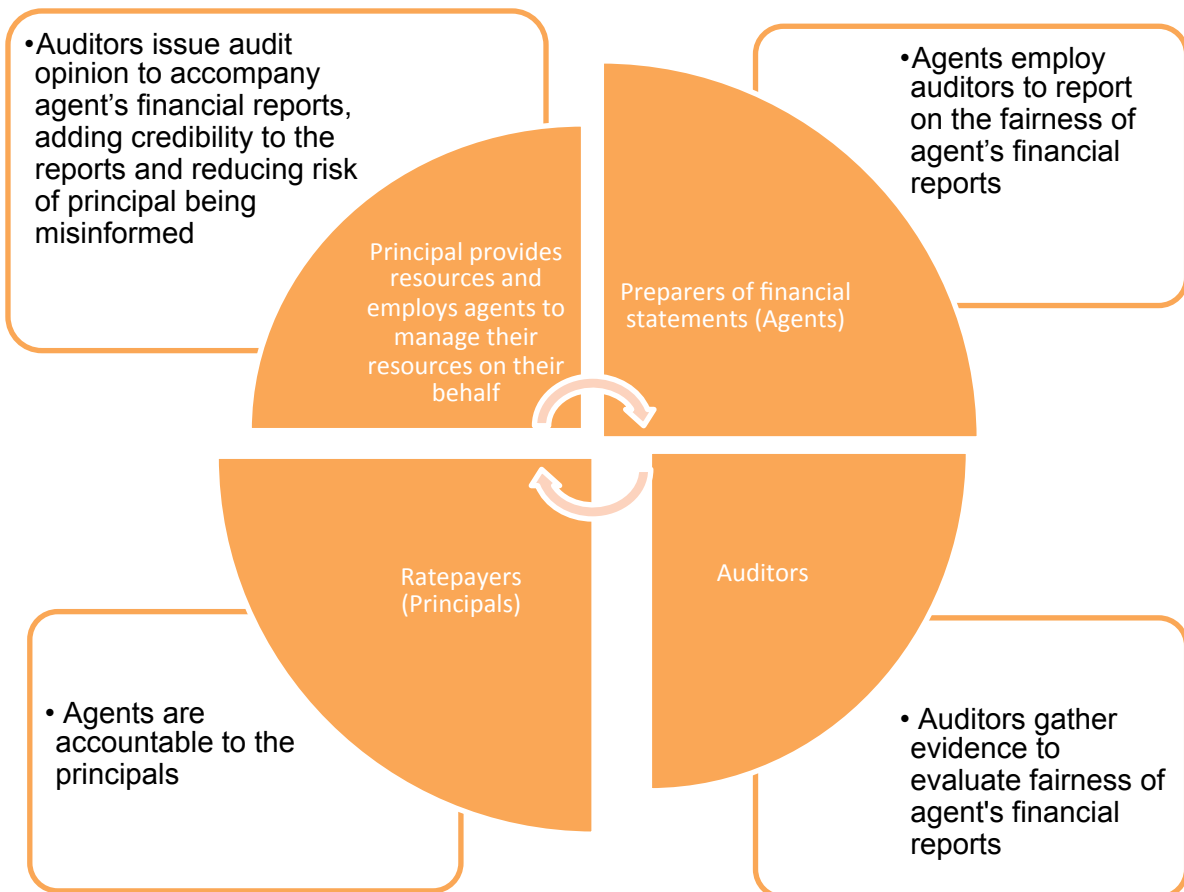 •Auditors issue audit
opinion to accompany
agent’s financial reports,
adding credibility to the
reports and reducing risk
of principal being
misinformed
•Agents employ
auditors to report
on the fairness of
agent’s financial
reports
Principal provides
resources and
employs agents to
manage their
resources on their
behalf
Preparers of financial
statements (Agents)
Ratepayers
(Principals)
Auditors
• Agents are
accountable to the
principals
• Auditors gather
evidence to
evaluate fairness of
agent's financial
reports